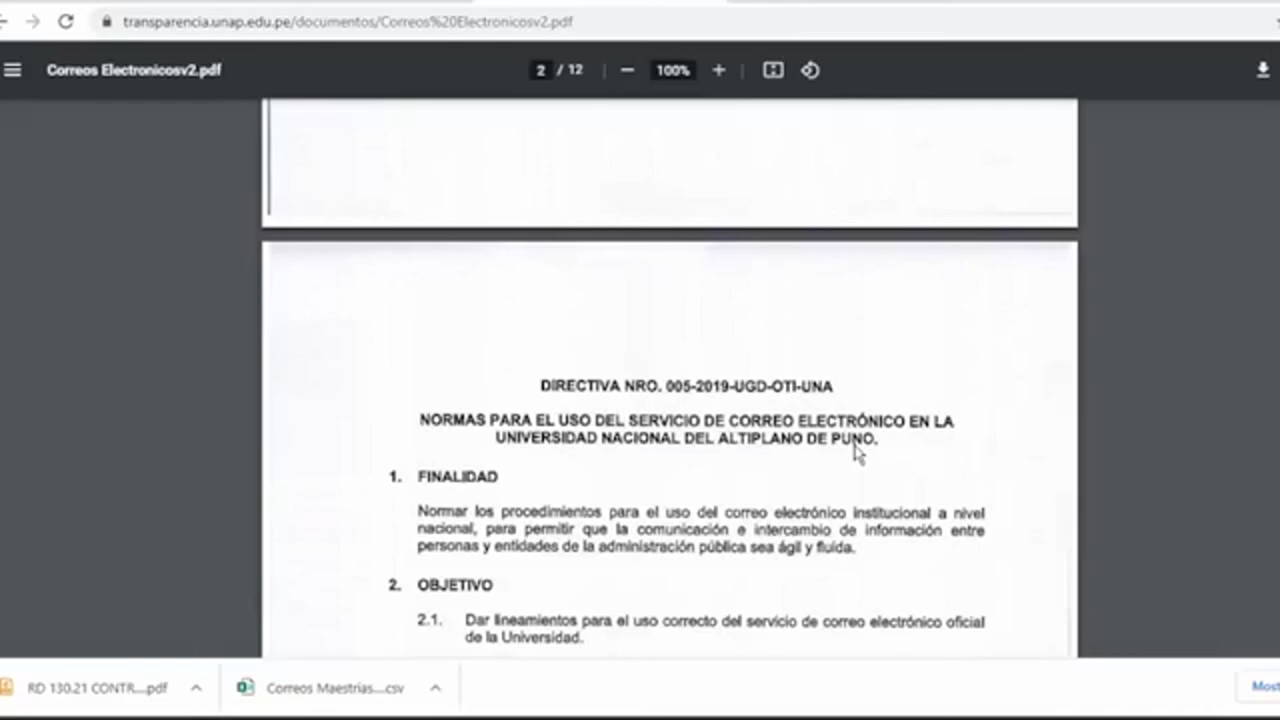 transparencia.unap.edu.pe/documentos/Correos%20Electronicosv2.pdf
Correos Electronicosv2.pdf
2 / 12
100%
DIRECTIVA NRO. 005-2019-UGD-OTI-UNA
NORMAS PARA EL USO DEL SERVICIO DE CORREO ELECTRÓNICO EN LA
UNIVERSIDAD NACIONAL DEL ALTIPLANO DE PUNO.
1. FINALIDAD
Normar los procedimientos para el uso del correo electrónico institucional a nivel
nacional, para permitir que la comunicación e intercambio de información entre
personas y entidades de la administración pública sea ágil y fluida.
2. OBJETIVO
2.1. Dar lineamientos para el uso correcto del servicio de correo electrónico oficial
de la Universidad.
RD 130.21 CONTR....pdf
Correos Maestrias....csv
Most